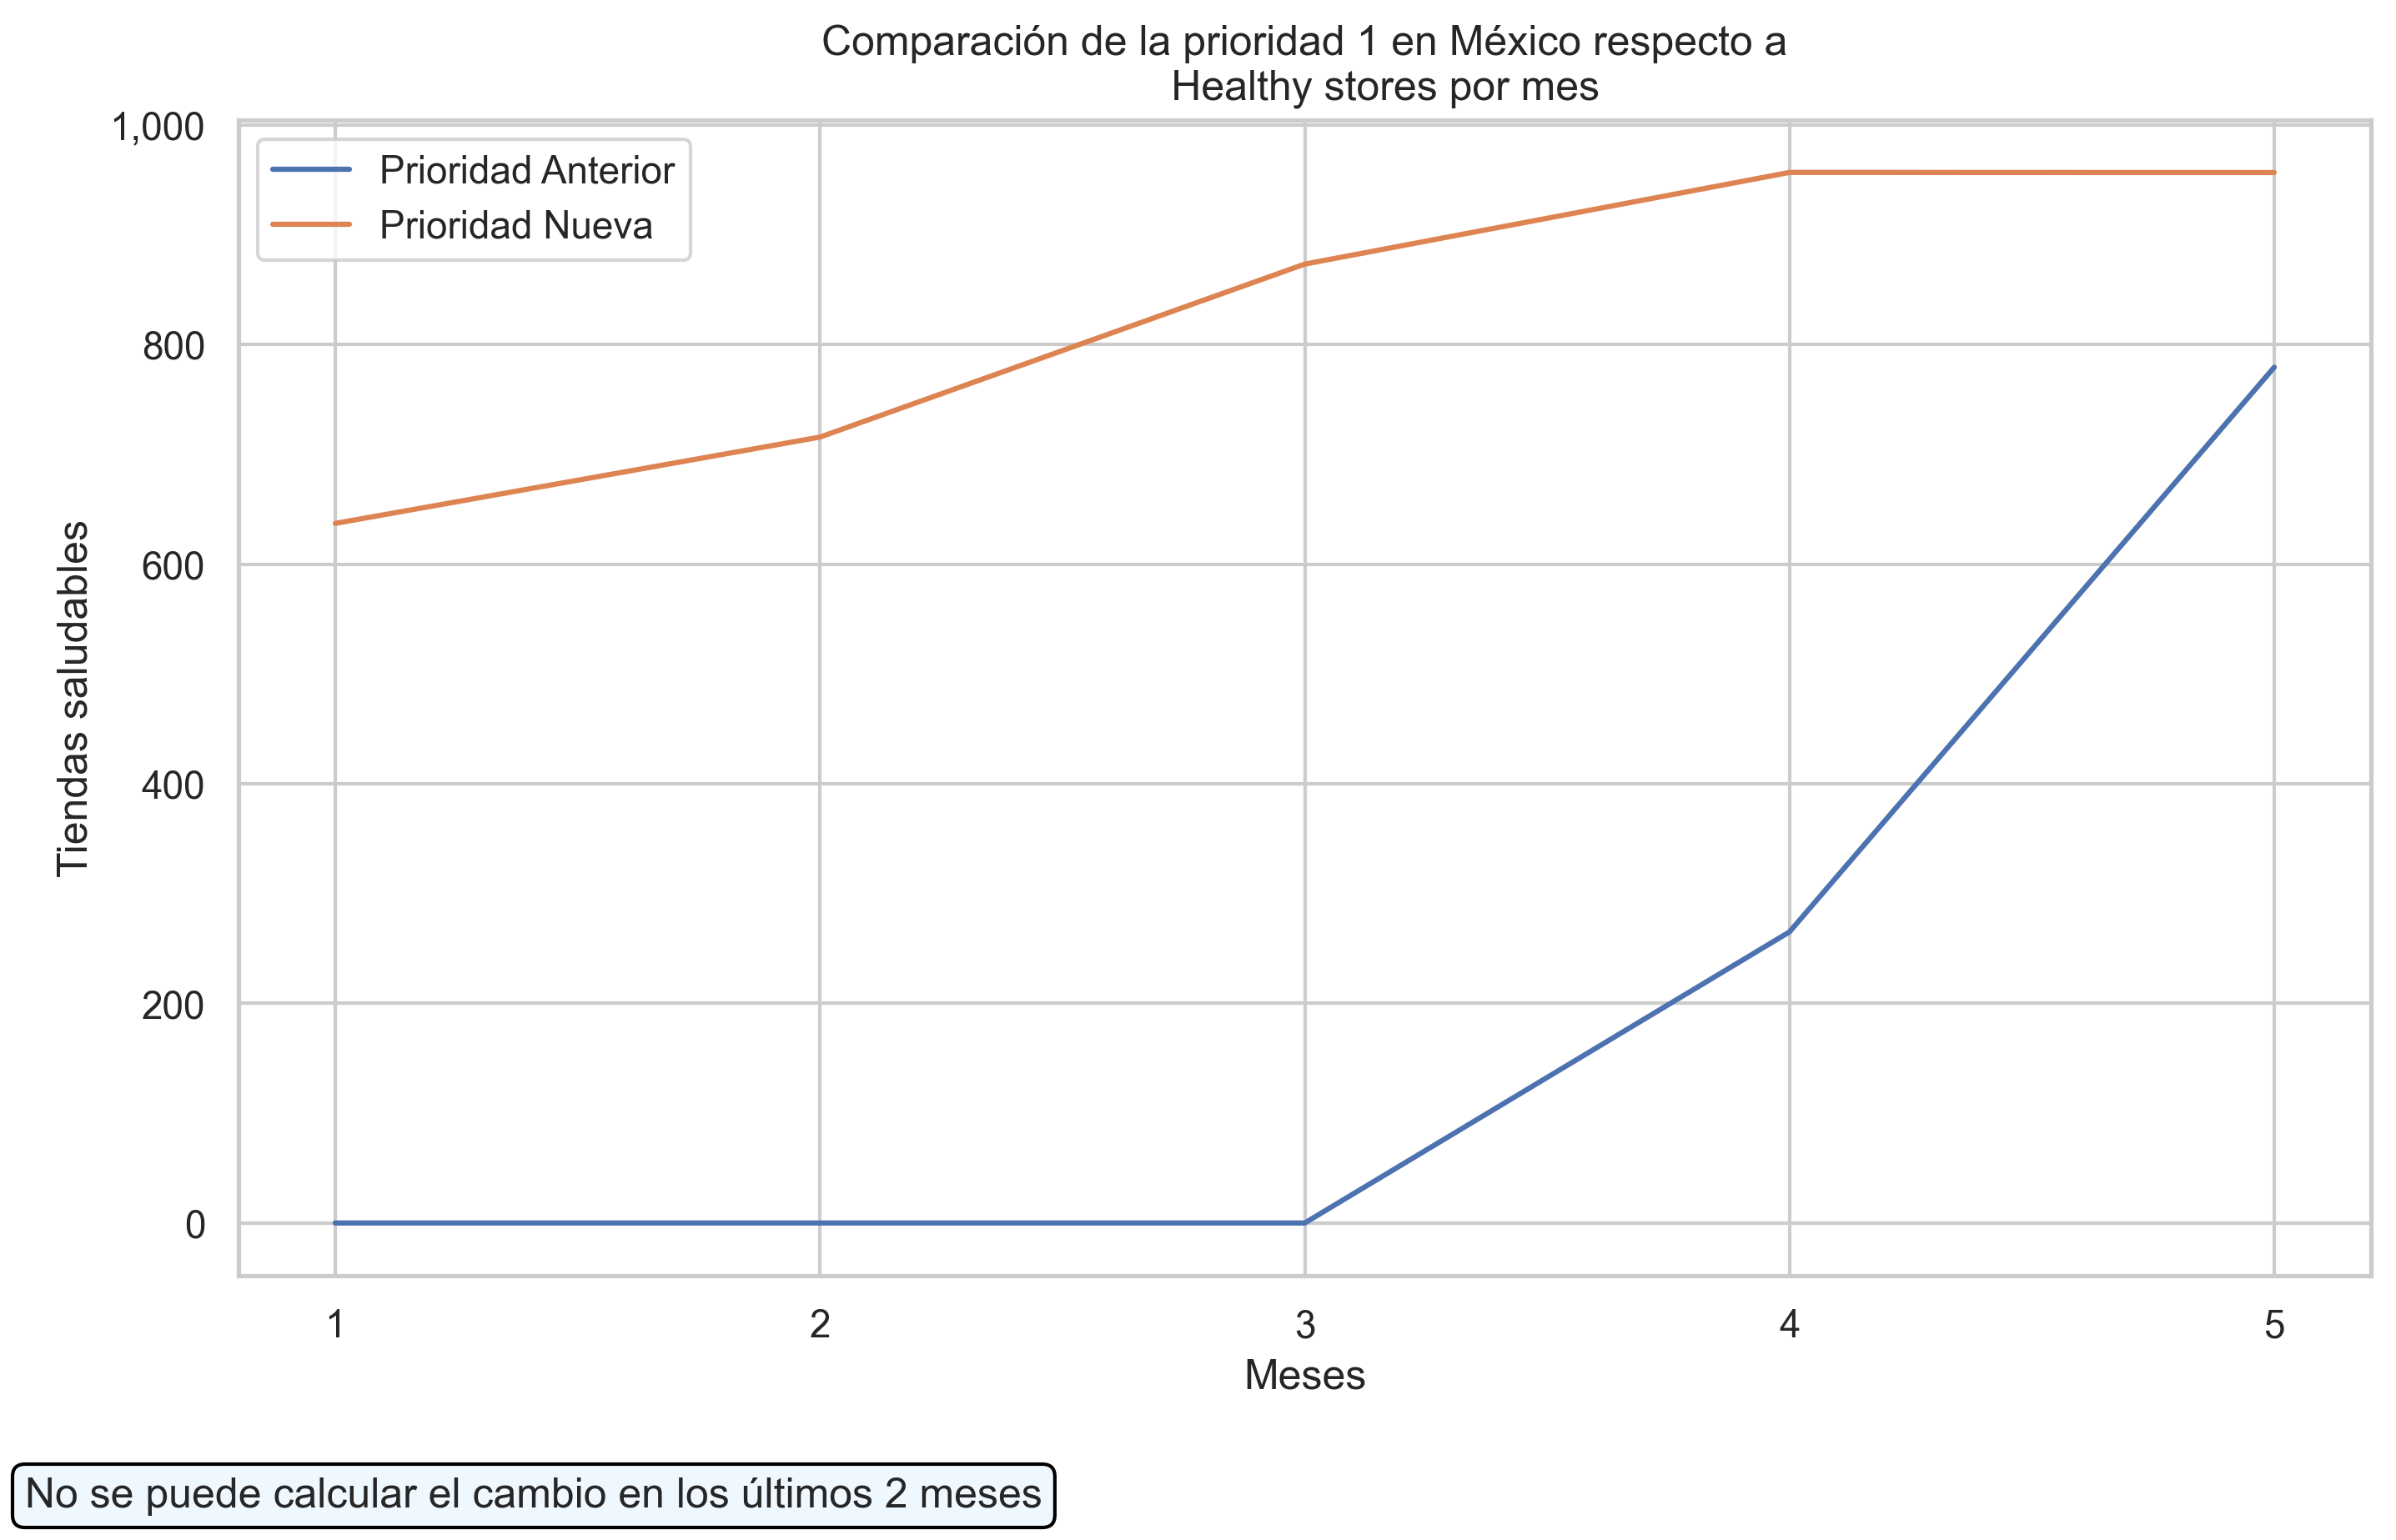 Comparación de la prioridad 1 en México respecto a
Healthy stores por mes
1,000
800
600
400
200
0
Tiendas saludables
Prioridad Anterior
Prioridad Nueva
1 2 3 4 5
Meses
No se puede calcular el cambio en los últimos 2 meses